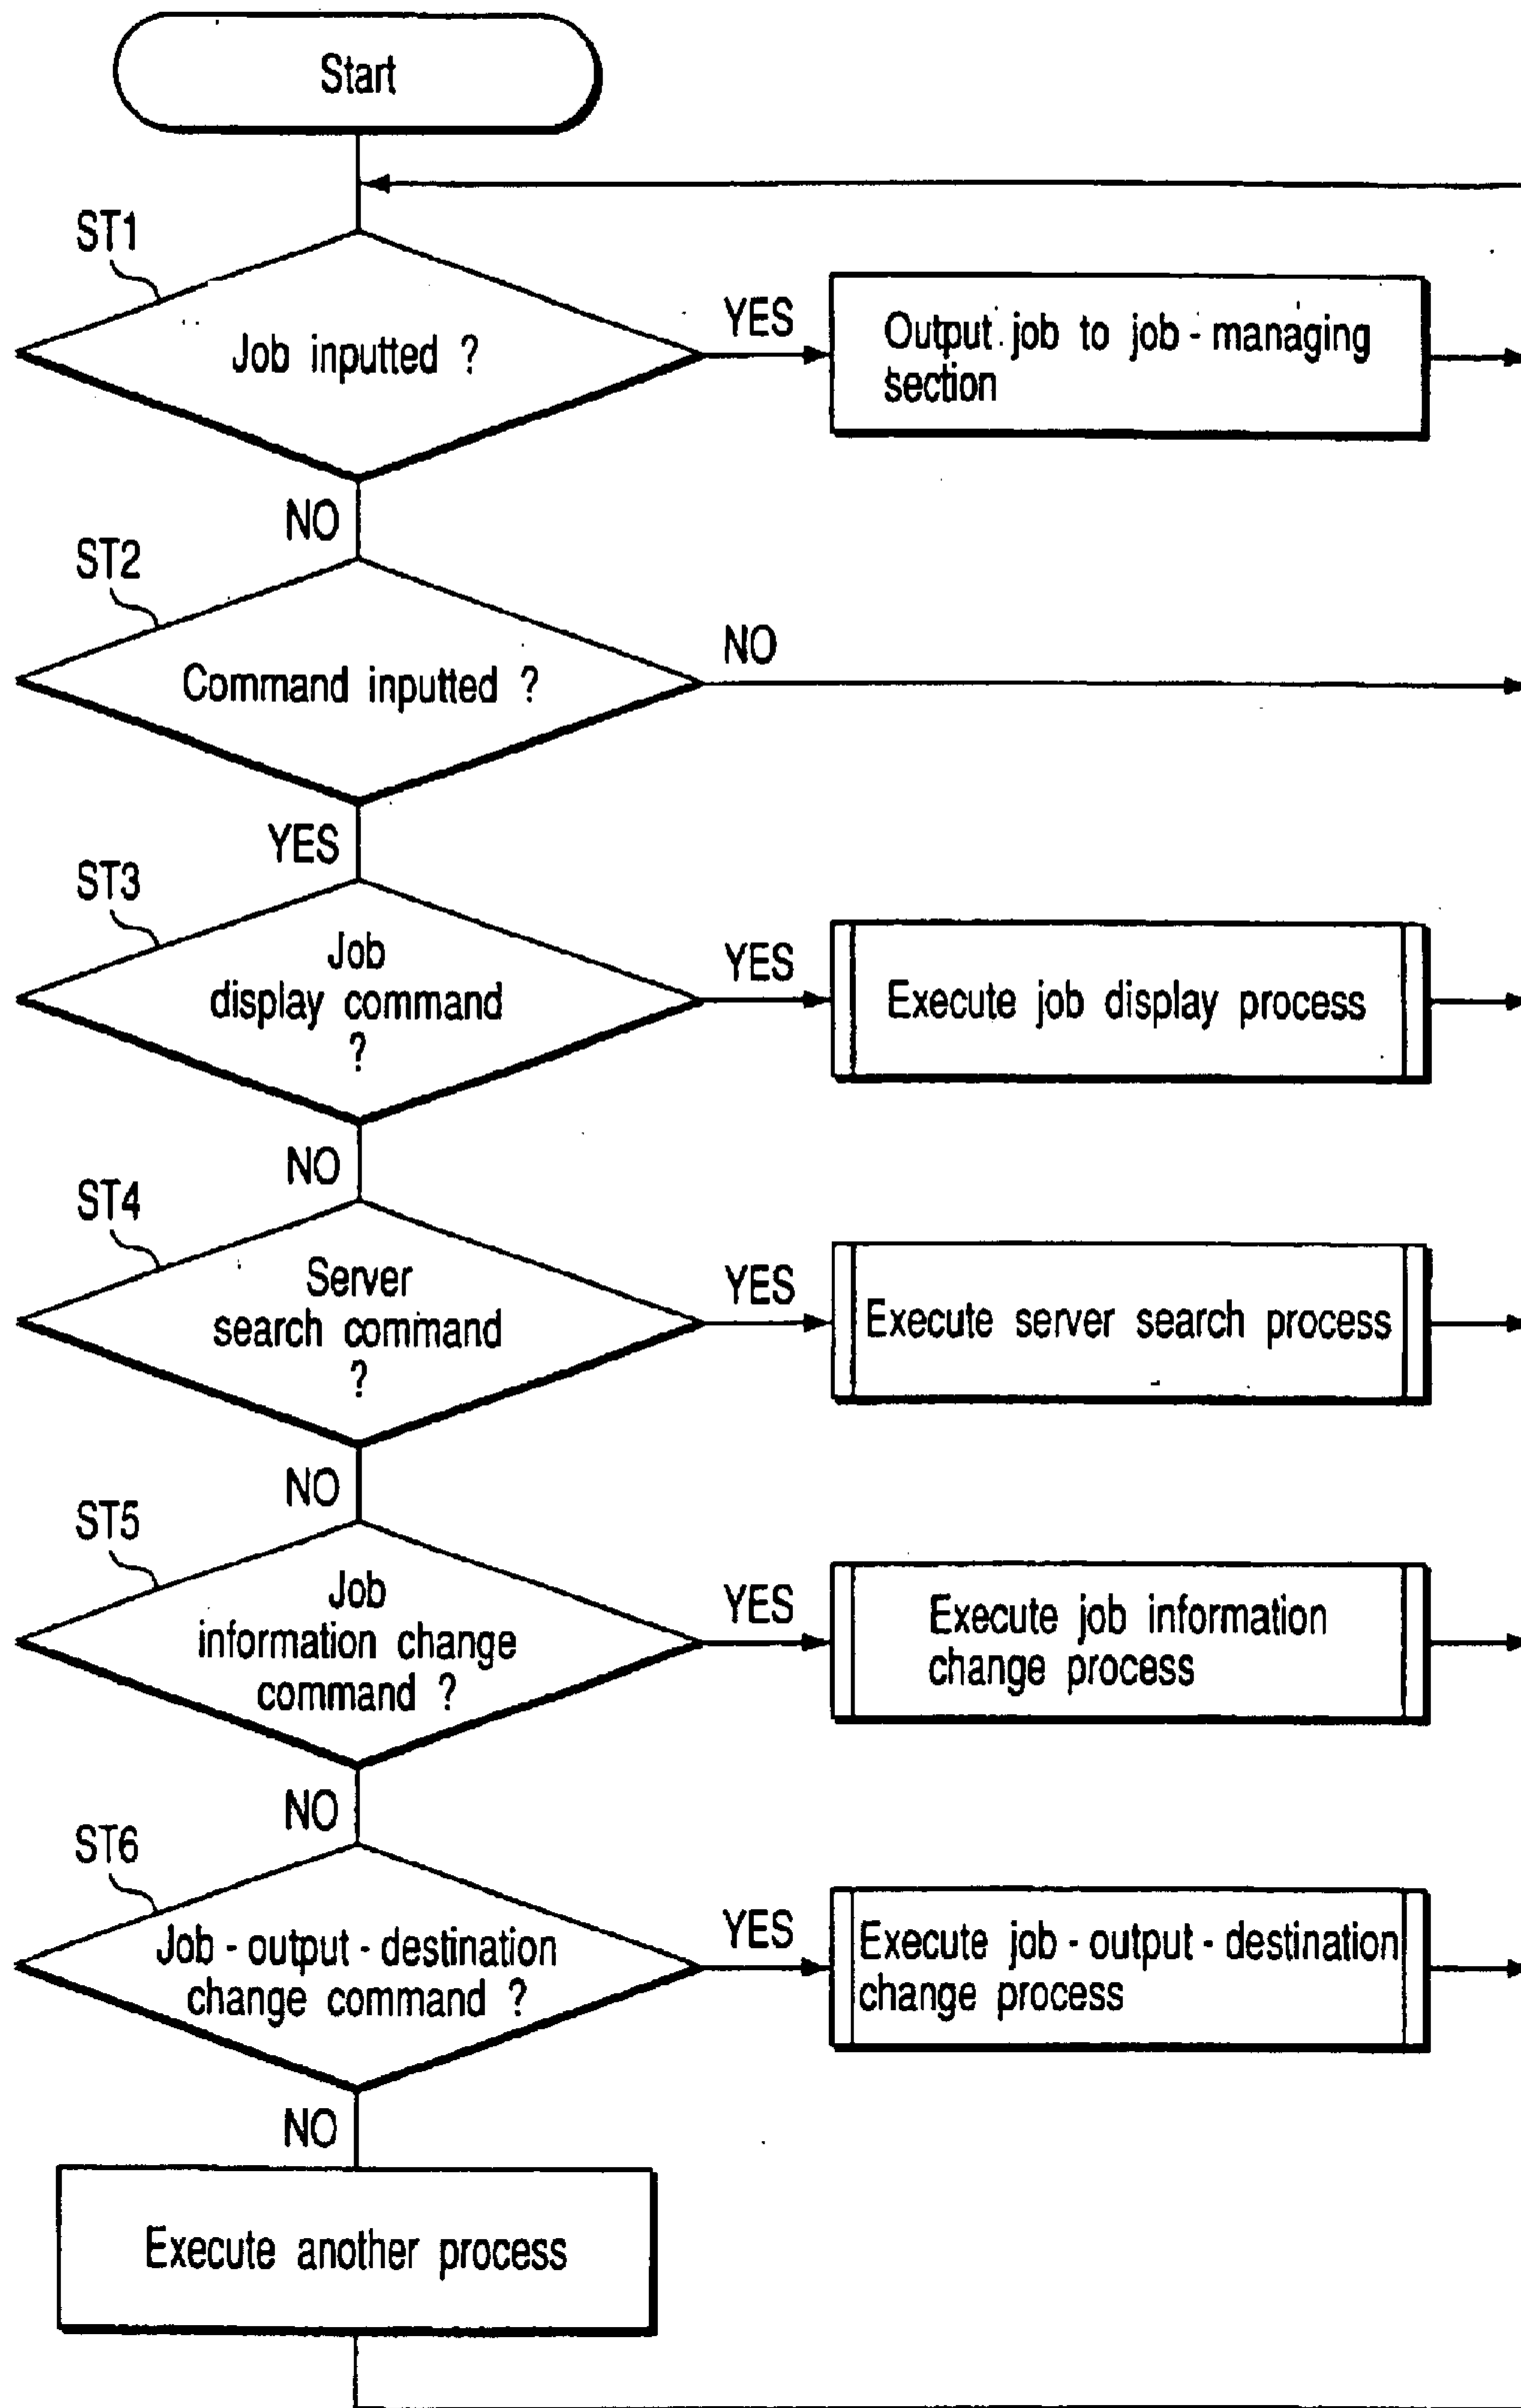 Start
ST1
Job inputted ?
YES
Output job to job - managing
section
NO
ST2
Command inputted ?
NO
YES
ST3
Job
display command
?
YES
Execute job display process
NO
ST4
Server
search command
?
YES
Execute server search process
NO
ST5
Job
information change
command ?
YES
Execute job information
change process
NO
ST6
Job - output - destination
change command ?
YES
Execute job - output - destination
change process
NO
Execute another process